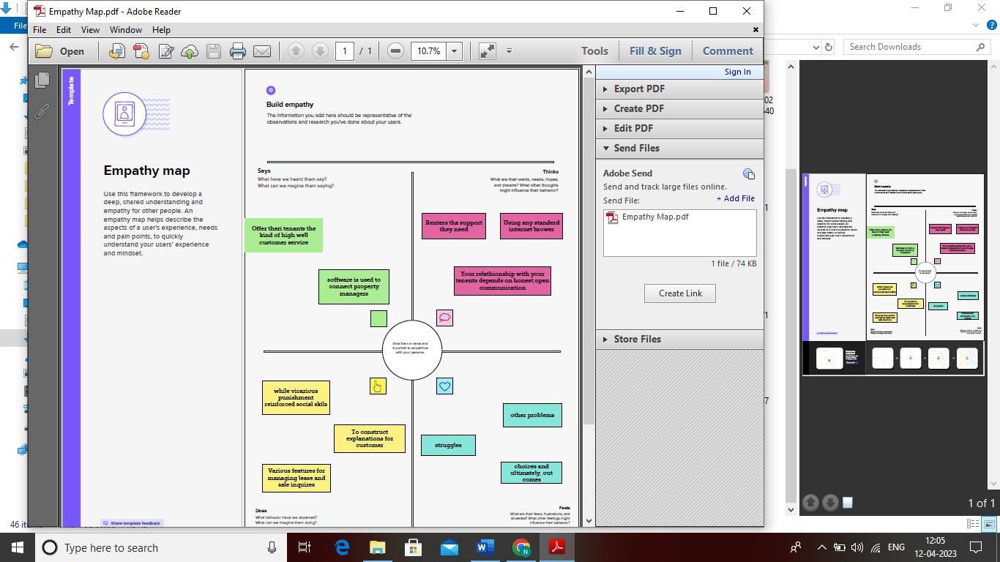 Empathy Map.pdf - Adobe Reader
File
File Edit View Window Help
Open
1 / 1
10.7%
Tools
Fill & Sign
Comment
Search Downloads
Sign In
Export PDF
Create PDF
Edit PDF
Send Files
Adobe Send
Send and track large files online.
Send File:
+ Add File
Empathy Map.pdf
1 file / 74 KB
Create Link
Store Files
Template
Empathy map
Use this framework to develop a
deep, shared understanding and
empathy for other people. An
empathy map helps describe the
aspects of a user's experience, needs
and pain points, to quickly
understand your users' experience
and mindset.
Share template feedback
Build empathy
The information you add here should be representative of the
observations and research you've done about your users.
Says
What have we heard them say?
What can we magine them saying?
Thinks
What are their wants, needs, hopes,
and dreams? What other thoughts
might influence their behavior?
Offer theri tenants the
kind of high well
customer service
Renters tha support
they need
Using any standerd
internet brower
soffware is used to
connect property
managers
Your relathionship with your
tenents depends on honest,open
communication
Give them a name and
a portrait to empathize
with your persona.
while vicarious
punishment
reinforced social skils
To construct
explanations for
customer
Various features for
managing lease and
sale inquires
other problems
struggles
choices and
ultimately, out
comes
Does
What behavior have we observed?
What can we imagine them doing?
Feels
What are their fears, frustrations, and
anxieties? What other feelings might
influence their behavior?
Template
Build empathy
Empathy map
1 of 1
46 items
Type here to search
ENG
12:05
12-04-2023